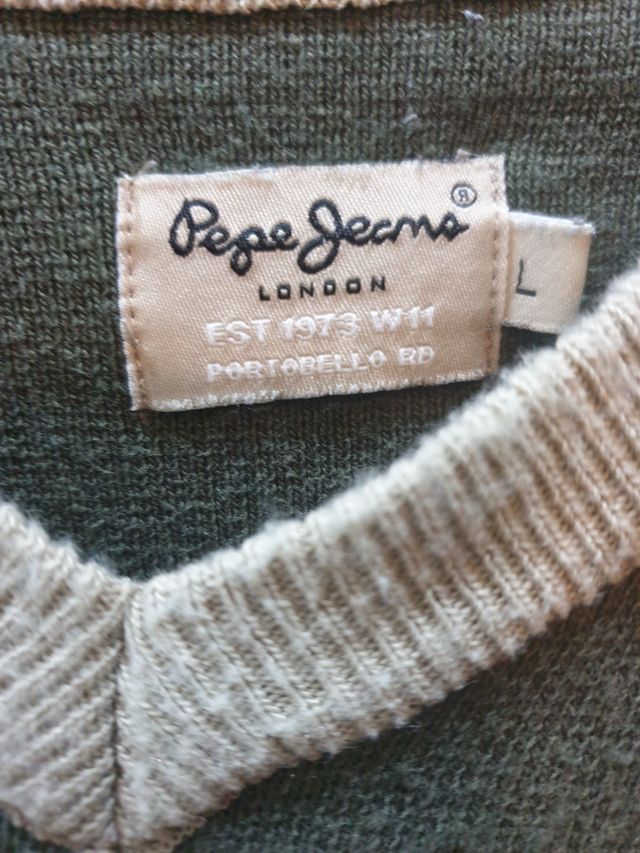 Pepe Jeans ®
LONDON
EST 1973 W11
PORTOBELLO RD
L